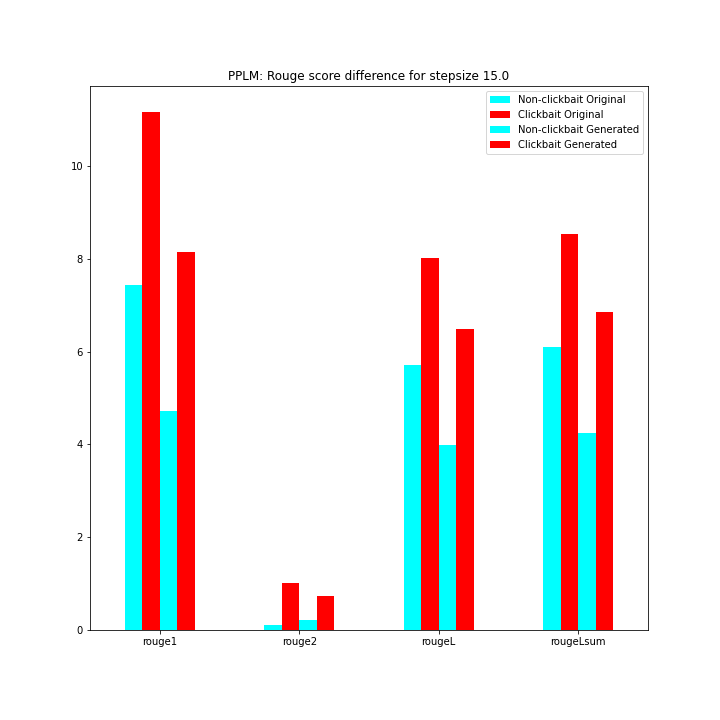 PPLM: Rouge score difference for stepsize 15.0
Non-clickbait Original
Clickbait Original
Non-clickbait Generated
Clickbait Generated
10
8
6
4
2
0
rouge1 rouge2 rougeL rougeLsum